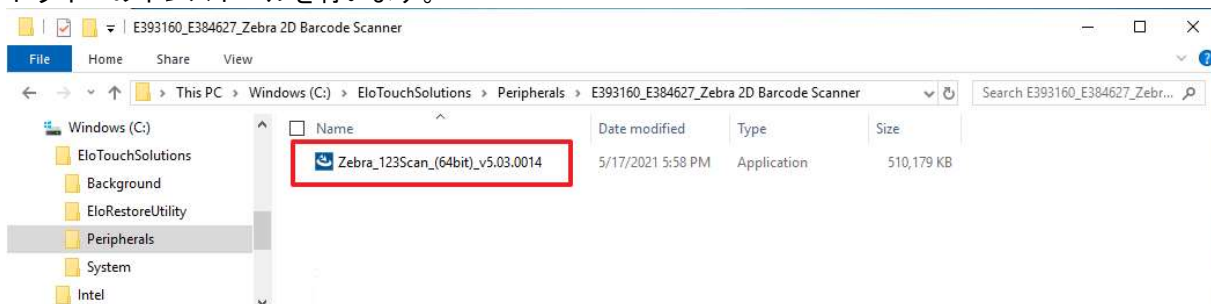 E393160_E384627_Zebra 2D Barcode Scanner
File Home Share View
This PC > Windows (C:) > EloTouchSolutions > Peripherals > E393160_E384627_Zebra 2D Barcode Scanner
Search E393160_E384627_Zebr...
Windows (C:)
EloTouchSolutions
Background
EloRestoreUtility
Peripherals
System
Intel
Name Date modified Type Size
Zebra_123Scan_(64bit)_v5.03.0014 5/17/2021 5:58 PM Application 510,179 KB